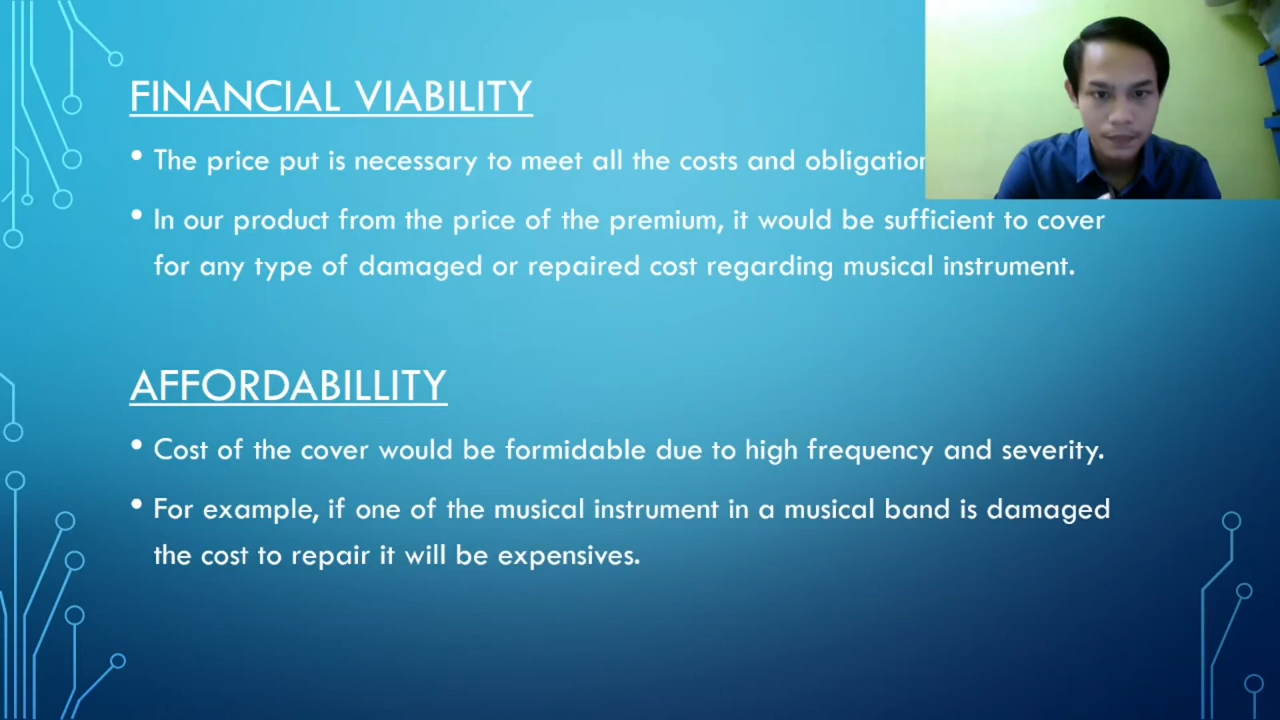 FINANCIAL VIABILITY
• The price put is necessary to meet all the costs and
• In our product from the price of the premium, it would be sufficient to cover
for any type of damaged or repaired cost regarding musical instrument.
AFFORDABILLITY
• Cost of the cover would be formidable due to high frequency and severity.
• For example, if one of the musical instrument in a musical band is damaged
the cost to repair it will be expensives.